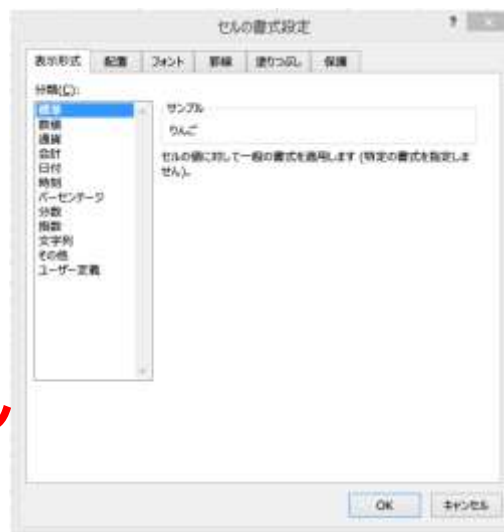 セルの書式設定
?
表示形式 配置 フォント 罫線 塗りつぶし 保護
分類(C):
標準
数値
通貨
会計
日付
時刻
パーセンテージ
分数
指数
文字列
その他
ユーザー定義
サンプル
りんご
セルの値に対して一般の書式を適用します (特定の書式を指定しま
せん)。
OK キャンセル